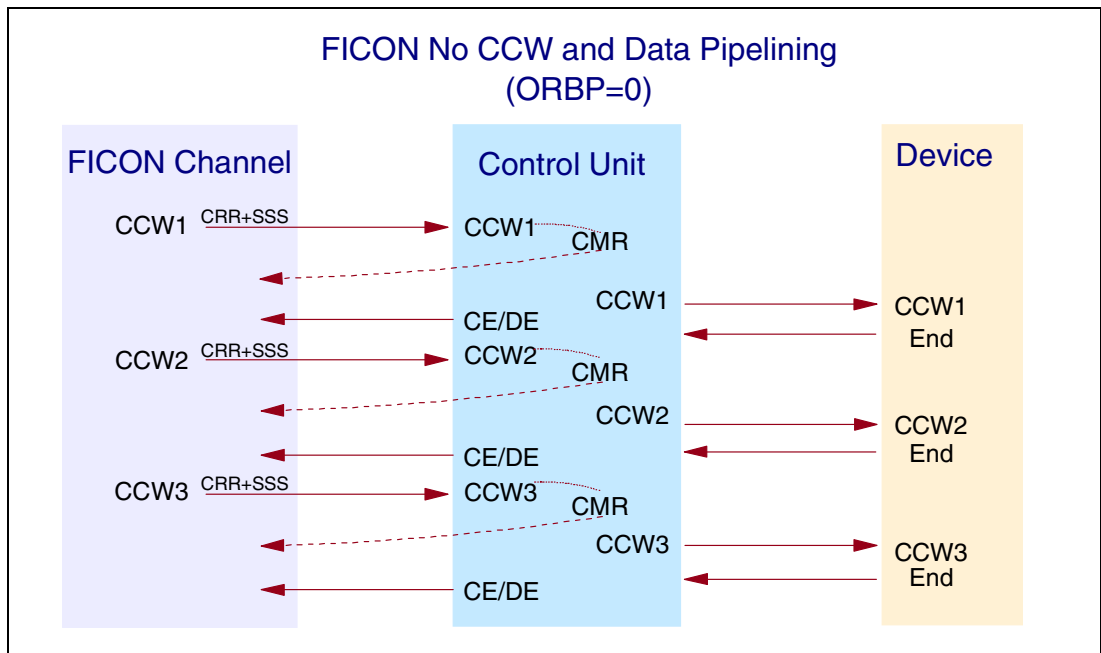 FICON No CCW and Data Pipelining
(ORBP=0)
FICON Channel
Control Unit
Device
CCW1
CRR+SSS
CCW1
CMR
CCW1
CCW1
CE/DE
End
CCW2
CRR+SSS
CCW2
CMR
CCW2
CCW2
CE/DE
End
CCW3
CRR+SSS
CCW3
CMR
CCW3
CCW3
End
CE/DE